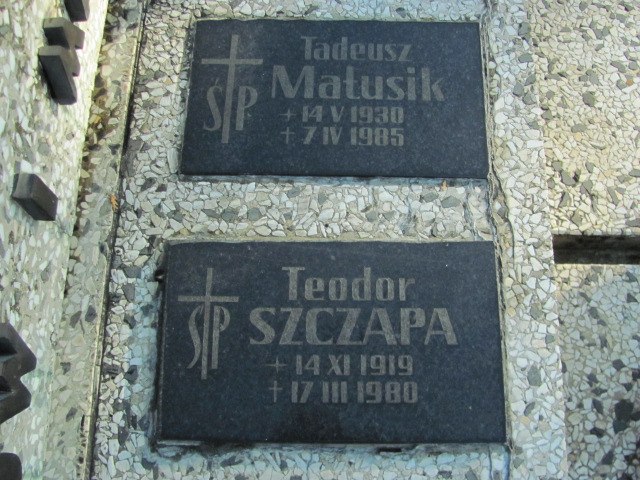 Tadeusz
Matusik
ŚP
+ 14 V 1930
+ 7 IV 1985
Teodor
SZCZAPA
ŚP
+ 14 XI 1919
+ 17 III 1980